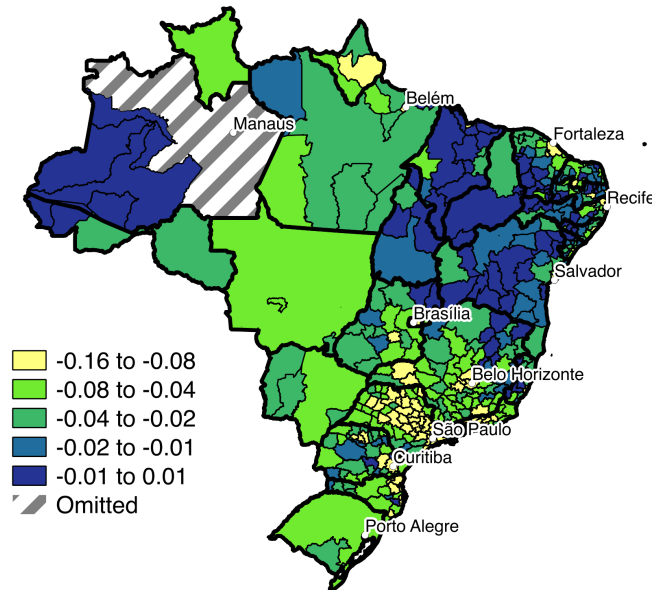 Belém
Manaus
Fortaleza
Recife
Salvador
Brasília
-0.16 to -0.08
-0.08 to -0.04
-0.04 to -0.02
-0.02 to -0.01
-0.01 to 0.01
Omitted
Belo Horizonte
São Paulo
Curitiba
Porto Alegre